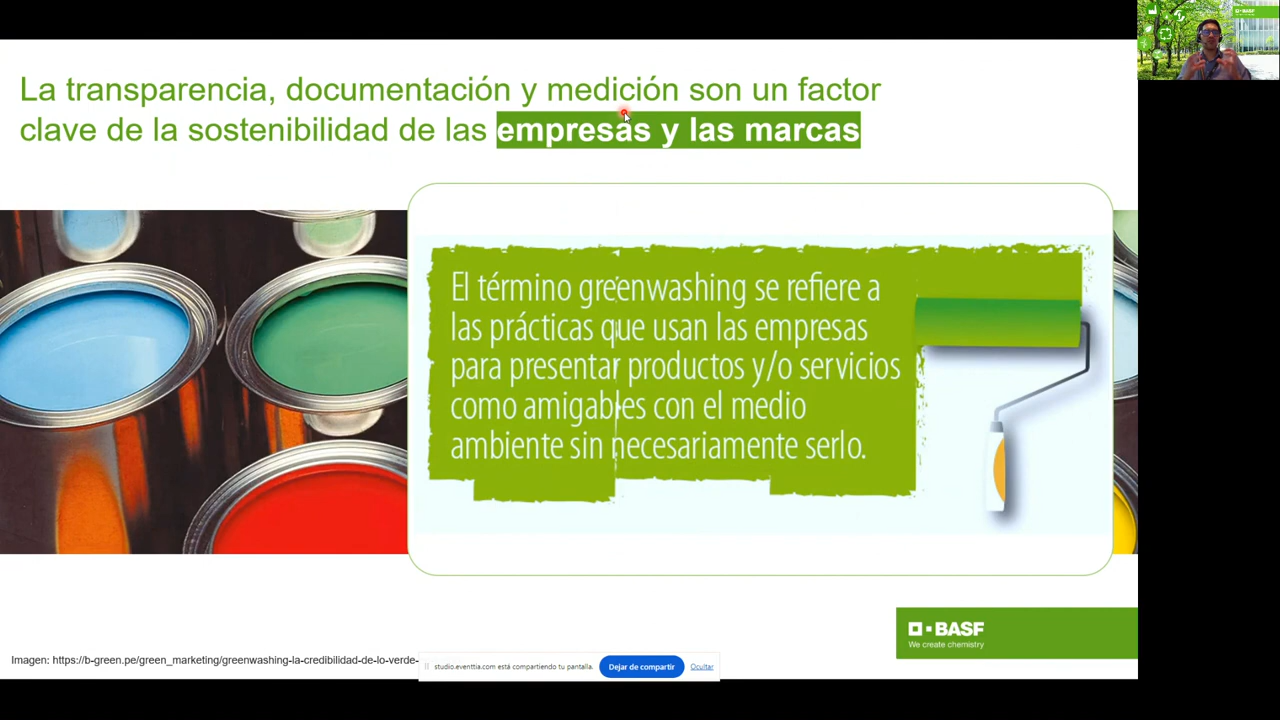 La transparencia, documentación y medición son un factor
clave de la sostenibilidad de las empresas y las marcas
El término greenwashing se refiere a
las prácticas que usan las empresas
para presentar productos y/o servicios
como amigables con el medio
ambiente sin necesariamente serlo.
BASF
We create chemistry
Imagen: https://b-green.pe/green_marketing/greenwashing-la-credibilidad-de-lo-verde-
studio.eventtia.com está compartiendo tu pantalla.
Dejar de compartir
Ocultar
BASF